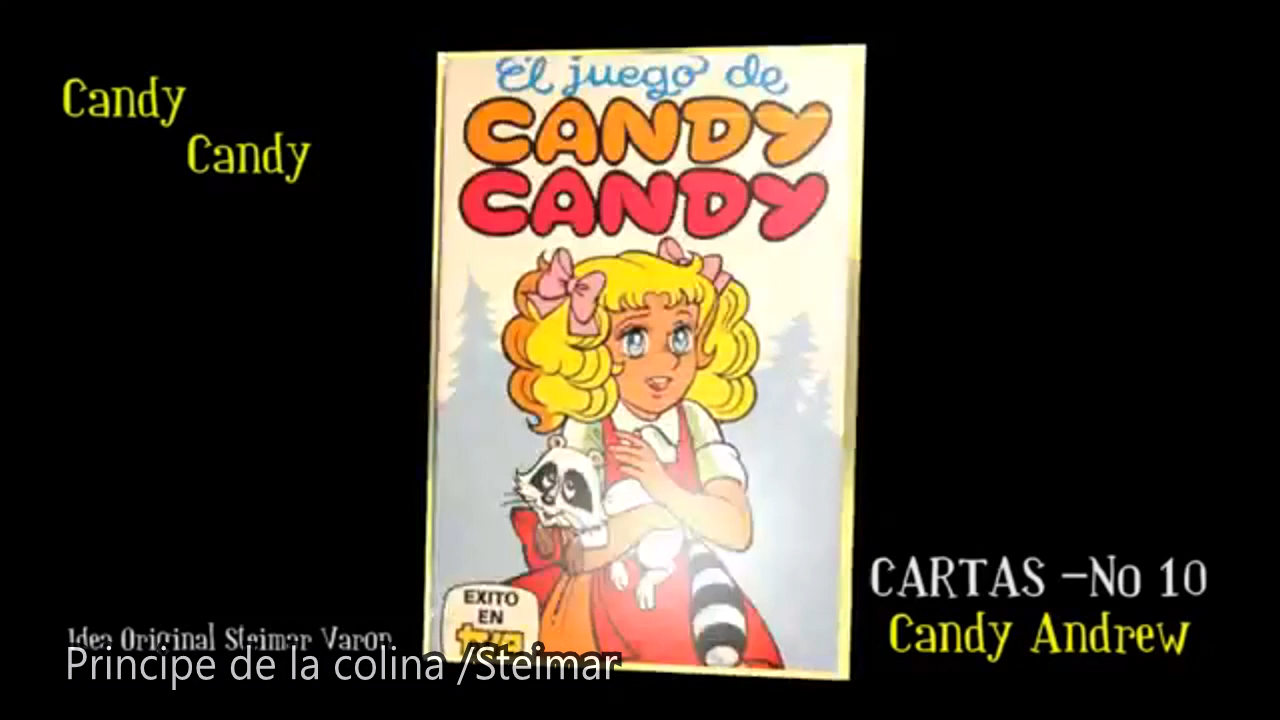 Candy
Candy
El juego de
CANDY
CANDY
EXITO
EN
CARTAS -No 10
Candy Andrew
Idea Original Steimar Varon
Principe de la colina /Steimar